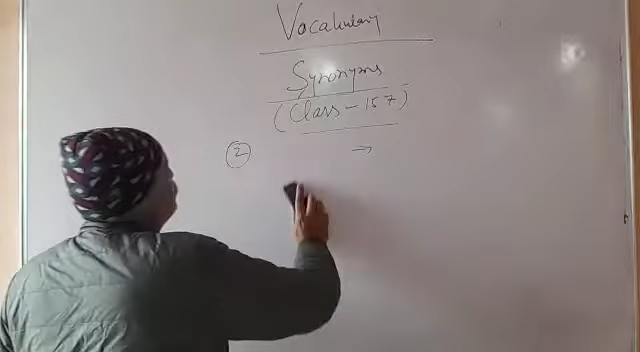 Vocabulary
Synonyms
(Class - 157)
2 →